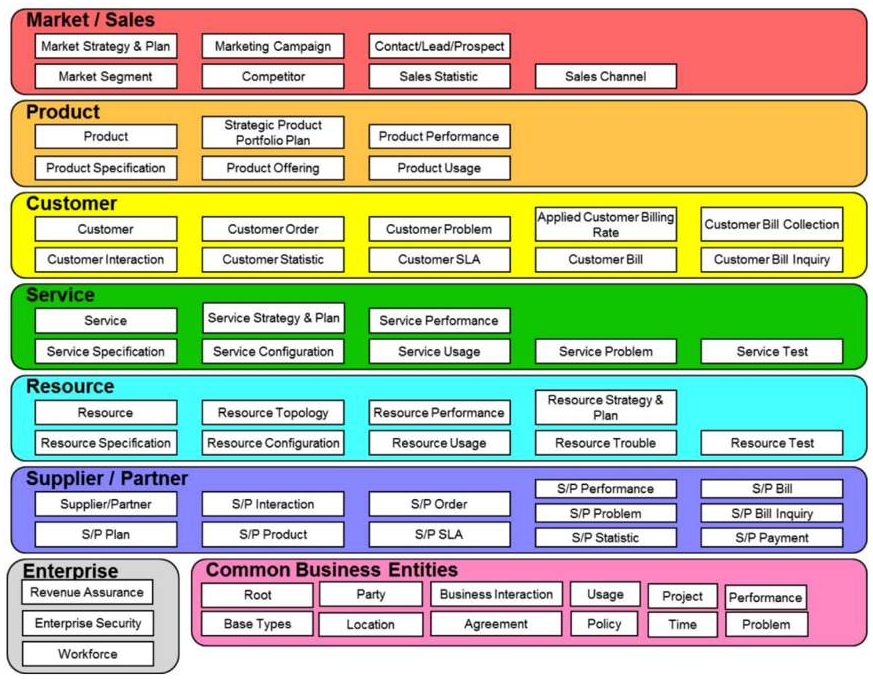 Market / Sales
Market Strategy & Plan
Marketing Campaign
Contact/Lead/Prospect
Market Segment
Competitor
Sales Statistic
Sales Channel
Product
Product
Strategic Product
Portfolio Plan
Product Performance
Product Specification
Product Offering
Product Usage
Customer
Customer
Customer Order
Customer Problem
Applied Customer Billing
Rate
Customer Bill Collection
Customer Interaction
Customer Statistic
Customer SLA
Customer Bill
Customer Bill Inquiry
Service
Service
Service Strategy & Plan
Service Performance
Service Specification
Service Configuration
Service Usage
Service Problem
Service Test
Resource
Resource
Resource Topology
Resource Performance
Resource Strategy &
Plan
Resource Specification
Resource Configuration
Resource Usage
Resource Trouble
Resource Test
Supplier / Partner
Supplier/Partner
S/P Interaction
S/P Order
S/P Performance
S/P Bill
S/P Problem
S/P Bill Inquiry
S/P Plan
S/P Product
S/P SLA
S/P Statistic
S/P Payment
Enterprise
Revenue Assurance
Enterprise Security
Workforce
Common Business Entities
Root
Party
Business Interaction
Usage
Project
Performance
Base Types
Location
Agreement
Policy
Time
Problem